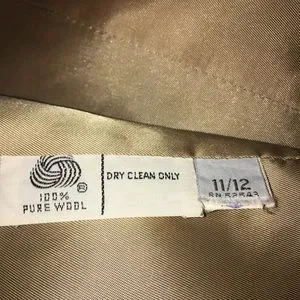 100%
PURE WOOL
R
DRY CLEAN ONLY
11/12